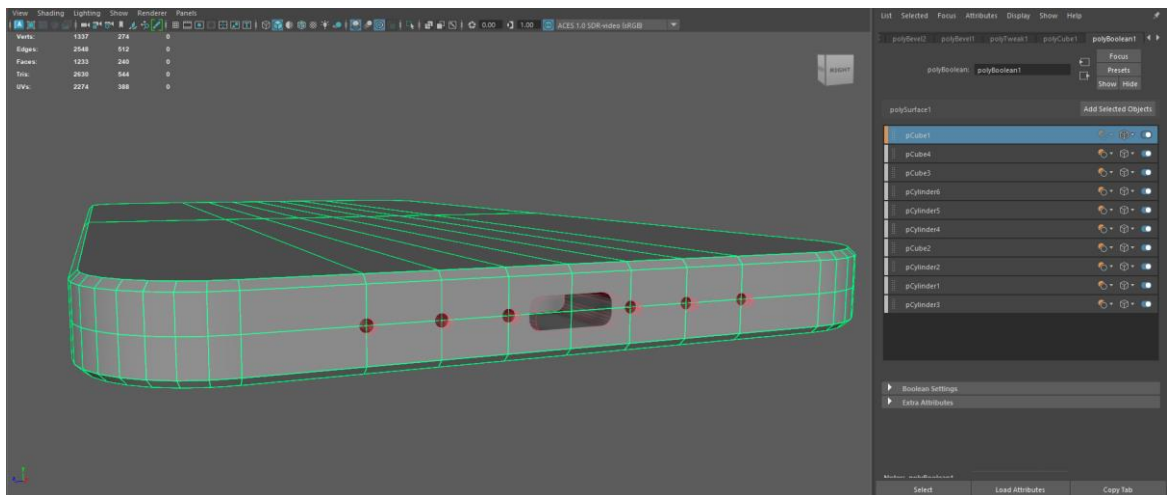 View Shading Lighting Show Renderer Panels
0.00 1.00 ACES 1.0 SDR-video (sRGB)
Verts: 1337 274 0
Edges: 2548 512 0
Faces: 1233 240 0
Tris: 2630 544 0
UVs: 2274 388 0
RIGHT
List Selected Focus Attributes Display Show Help
polyBevel2 polyBevel1 polyTweak1 polyCube1 polyBoolean1
Focus
polyBoolean: polyBoolean1 Presets
Show Hide
polySurface1 Add Selected Objects
pCube1
pCube4
pCube3
pCylinder6
pCylinder5
pCylinder4
pCube2
pCylinder2
pCylinder1
pCylinder3
Boolean Settings
Extra Attributes
Notes: polyBoolean1
Select Load Attributes Copy Tab